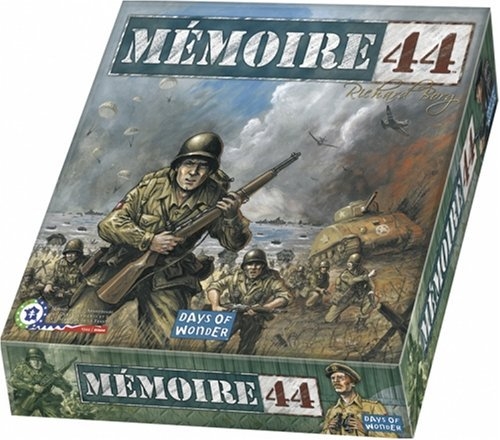 MÉMOIRE 44
Richard Borg
DAYS OF
WONDER
MÉMOIRE 44
DAYS OF
WONDER
MÉMOIRE 44